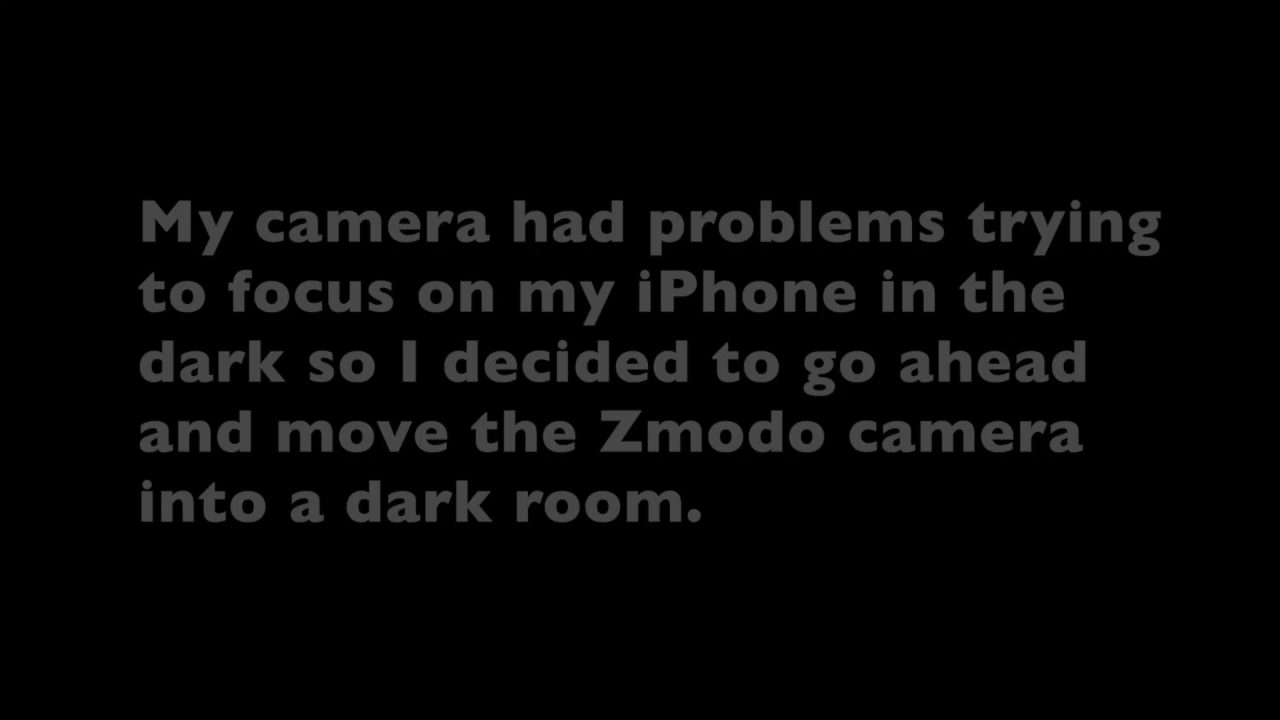 My camera had problems trying
to focus on my iPhone in the
dark so I decided to go ahead
and move the Zmodo camera
into a dark room.